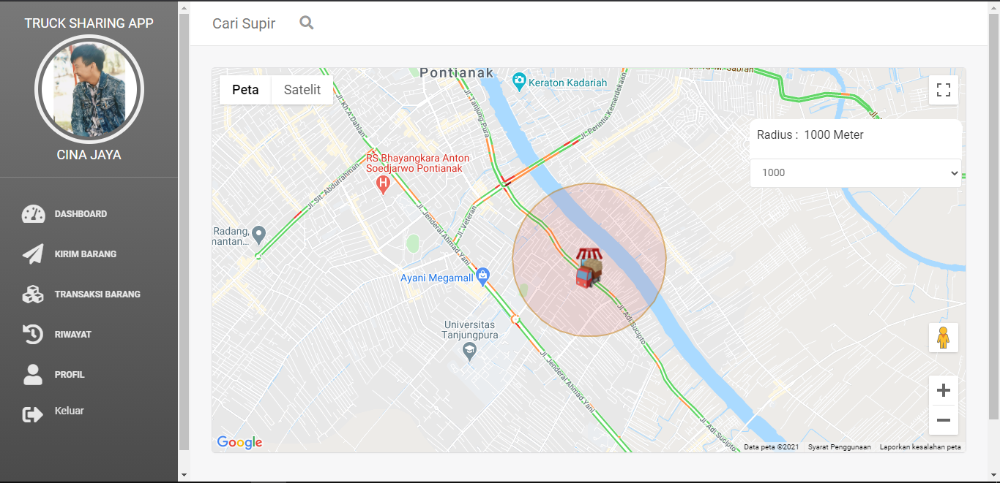 TRUCK SHARING APP
CINA JAYA
DASHBOARD
KIRIM BARANG
TRANSAKSI BARANG
RIWAYAT
PROFIL
Keluar
Cari Supir
Peta
Satelit
Pontianak
Keraton Kadariah
Jl. Kh A Dahlan
Jl. Tanjung Pura
Jl. Perintis Kemerdekaan
Radius : 1000 Meter
1000
RS Bhayangkara Anton
Soedjarwo Pontianak
Jl. Slt. Abdurrahman
Jl. Veteran
Jl. Jenderal Ahmad Yani
Radang,
mantan...
Ayani Megamall
Universitas
Tanjungpura
Jl. Adi Sucipto
Jl. Jenderal Ahmad Yani
Jl. Adi Sucipto
Google
Data peta ©2021
Syarat Penggunaan
Laporkan kesalahan peta